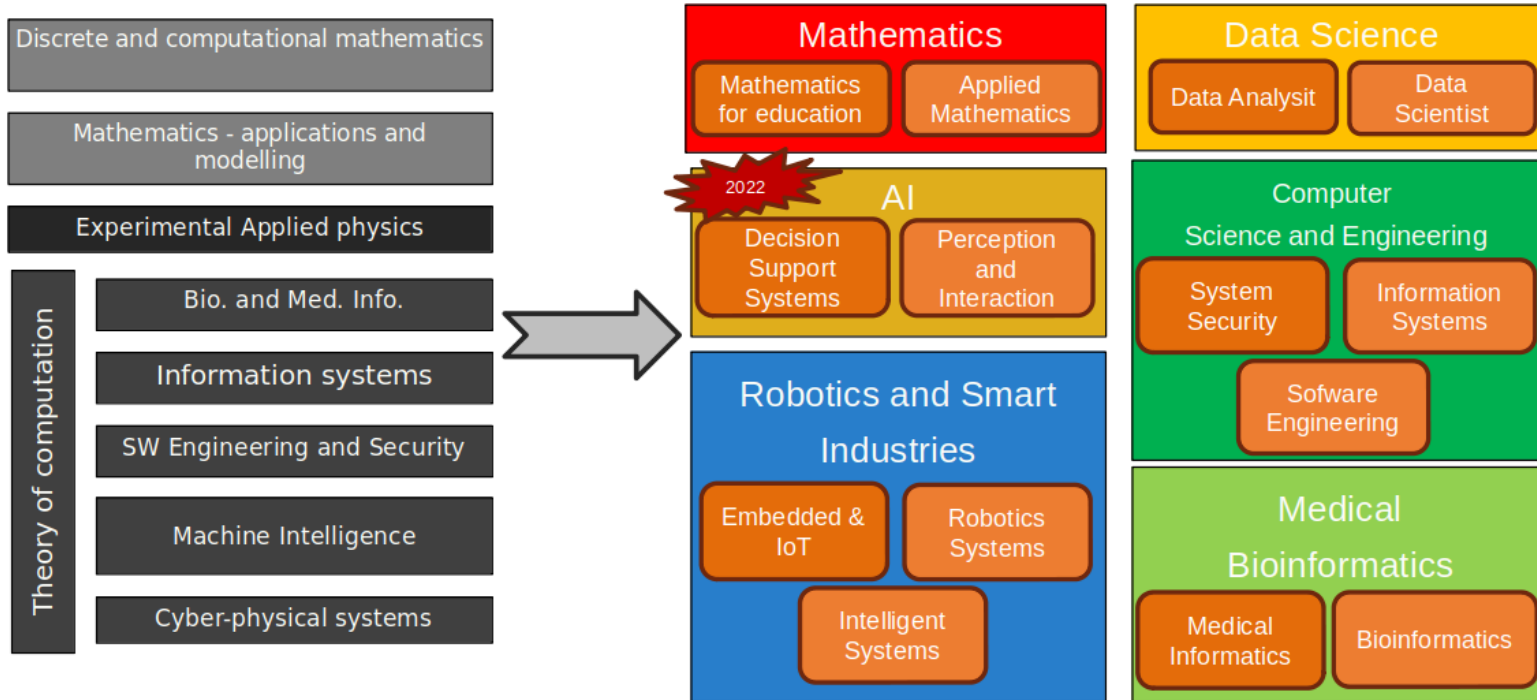 Discrete and computational mathematics
Mathematics - applications and
modelling
Experimental Applied physics
Theory of computation
Bio. and Med. Info.
Information systems
SW Engineering and Security
Machine Intelligence
Cyber-physical systems
Mathematics
Mathematics
for education
Applied
Mathematics
2022
AI
Decision
Support
Systems
Perception
and
Interaction
Robotics and Smart
Industries
Embedded &
IoT
Robotics
Systems
Intelligent
Systems
Data Science
Data Analysit
Data
Scientist
Computer
Science and Engineering
System
Security
Information
Systems
Sofware
Engineering
Medical
Bioinformatics
Medical
Informatics
Bioinformatics